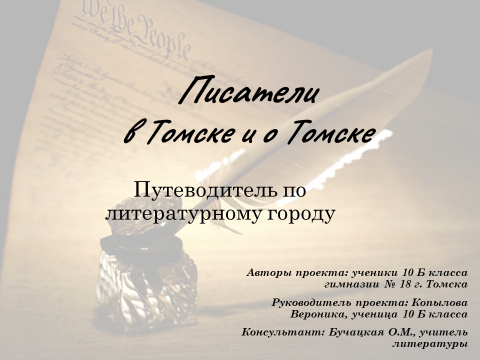 We the People
Писатели
в Томске и о Томске
Путеводитель по
литературному городу
Авторы проекта: ученики 10 Б класса
гимназии № 18 г. Томска
Руководитель проекта: Копылова
Вероника, ученица 10 Б класса
Консультант: Бучацкая О.М., учитель
литературы